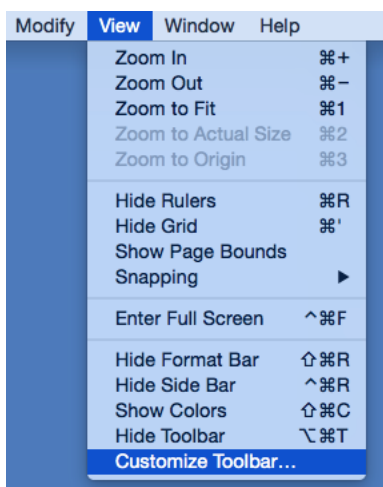 Modify View Window Help
Zoom In ⌘+
Zoom Out ⌘−
Zoom to Fit ⌘1
Zoom to Actual Size ⌘2
Zoom to Origin ⌘3
Hide Rulers ⌘R
Hide Grid ⌘'
Show Page Bounds
Snapping ▶
Enter Full Screen ^⌘F
Hide Format Bar ⇧⌘R
Hide Side Bar ^⌘R
Show Colors ⇧⌘C
Hide Toolbar ⌥⌘T
Customize Toolbar...